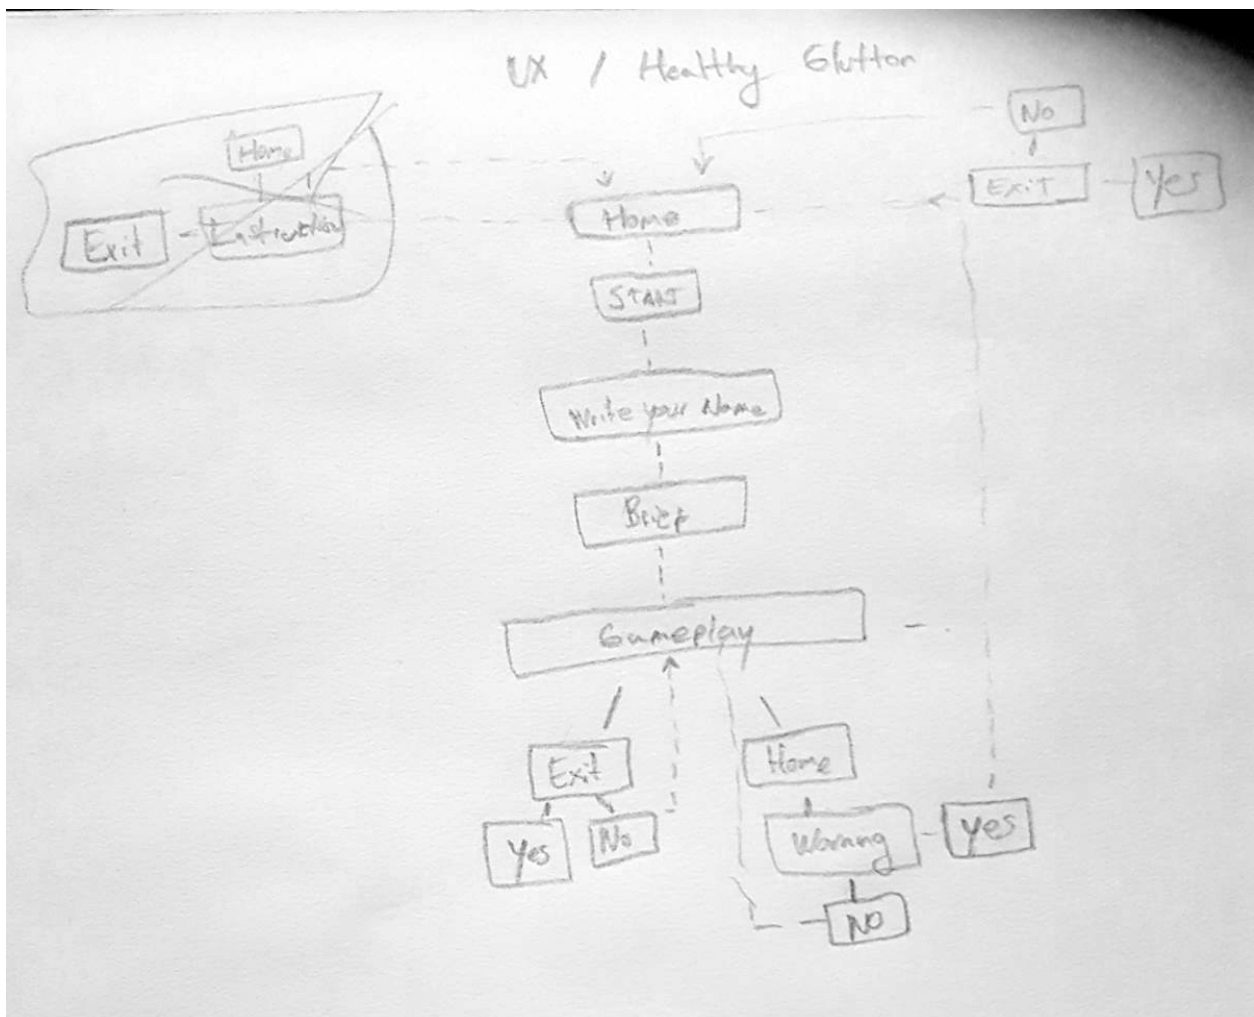 UX / Healthy Glutton
No
Home
Exit
Yes
Home
Exit
Instruction
START
Write your Name
Brief
Gameplay
Exit
Home
Yes
No
Warning
Yes
NO